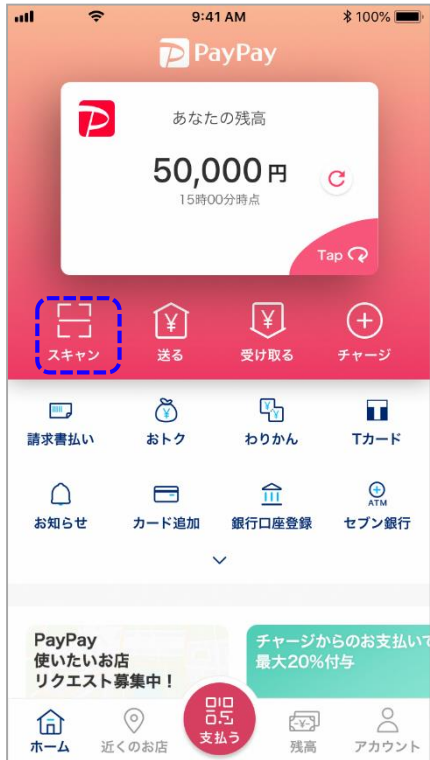 9:41 AM
100%
PayPay
あなたの残高
50,000 円
15時00分時点
Tap
スキャン
送る
受け取る
チャージ
請求書払い
おトク
わりかん
Tカード
ATM
お知らせ
カード追加
銀行口座登録
セブン銀行
PayPay
使いたいお店
リクエスト募集中！
チャージからのお支払いで
最大20%付与
ホーム
近くのお店
支払う
残高
アカウント